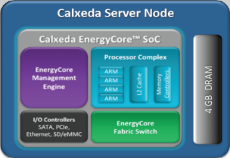 Calxeda Server Node
Calxeda EnergyCore™ SoC
EnergyCore
Management
Engine
Processor Complex
ARM
ARM
ARM
ARM
L2 Cache
Memory
Controllers
I/O Controllers
SATA, PCIe,
Ethernet, SD/eMMC
EnergyCore
Fabric Switch
4 GB DRAM